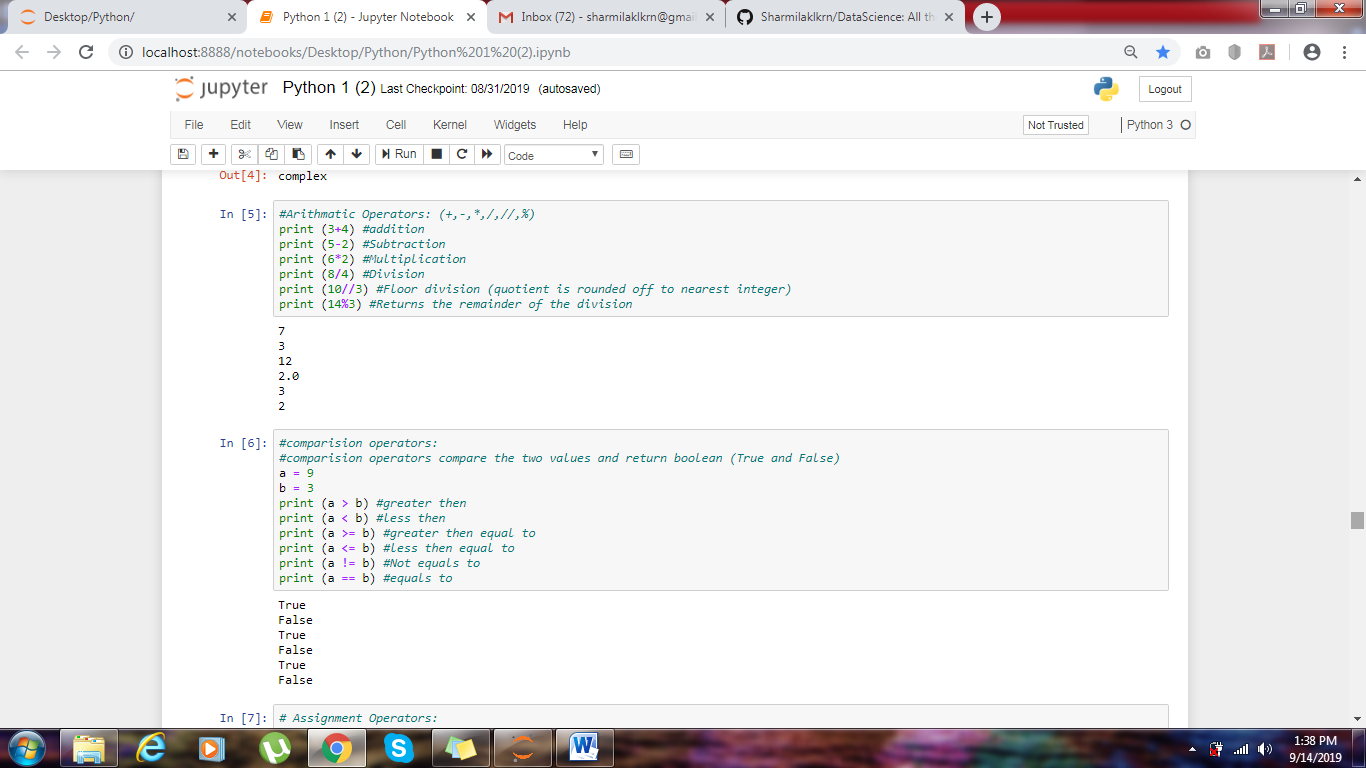 Desktop/Python/
Python 1 (2) - Jupyter Notebook
Inbox (72) - sharmilaklkrn@gmai
Sharmilaklkrn/DataScience: All th
localhost:8888/notebooks/Desktop/Python/Python%201%20(2).ipynb
jupyter Python 1 (2) Last Checkpoint: 08/31/2019 (autosaved)
Logout
File Edit View Insert Cell Kernel Widgets Help
Not Trusted
Python 3
Run
Code
Out[4]: complex
In [5]: #Arithmatic Operators: (+,-,*,/,//,%)
print (3+4) #addition
print (5-2) #Subtraction
print (6*2) #Multiplication
print (8/4) #Division
print (10//3) #Floor division (quotient is rounded off to nearest integer)
print (14%3) #Returns the remainder of the division
7
3
12
2.0
3
2
In [6]: #comparision operators:
#comparision operators compare the two values and return boolean (True and False)
a = 9
b = 3
print (a > b) #greater then
print (a < b) #less then
print (a >= b) #greater then equal to
print (a <= b) #less then equal to
print (a != b) #Not equals to
print (a == b) #equals to
True
False
True
False
True
False
In [7]: # Assignment Operators:
1:38 PM
9/14/2019